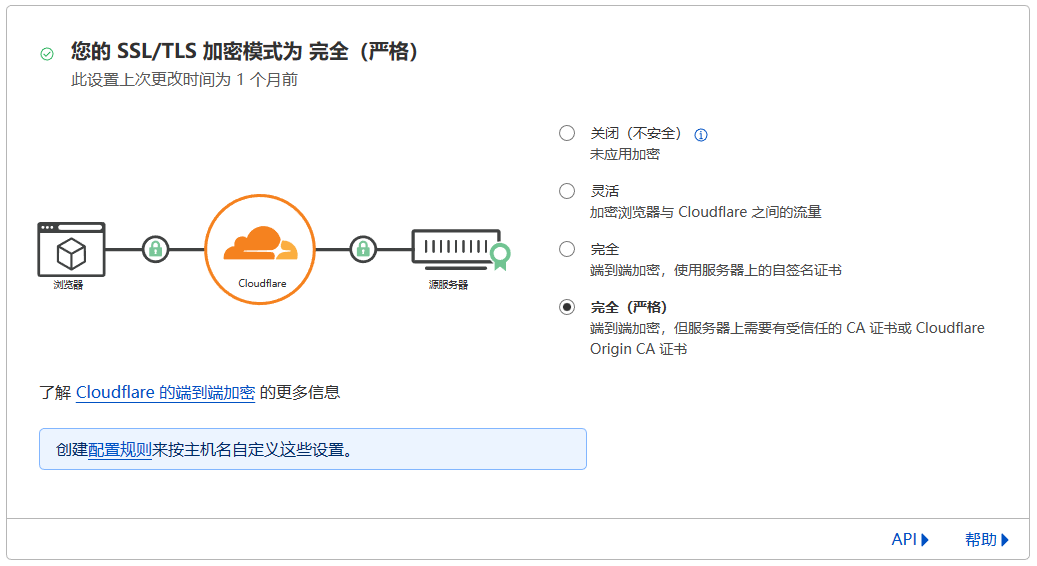 您的 SSL/TLS 加密模式为 完全（严格）
此设置上次更改时间为 1 个月前
关闭（不安全）
未应用加密
灵活
加密浏览器与 Cloudflare 之间的流量
完全
端到端加密，使用服务器上的自签名证书
完全（严格）
端到端加密，但服务器上需要有受信任的 CA 证书或 Cloudflare
Origin CA 证书
浏览器
Cloudflare
源服务器
了解 Cloudflare 的端到端加密 的更多信息
创建配置规则来按主机名自定义这些设置。
API
帮助